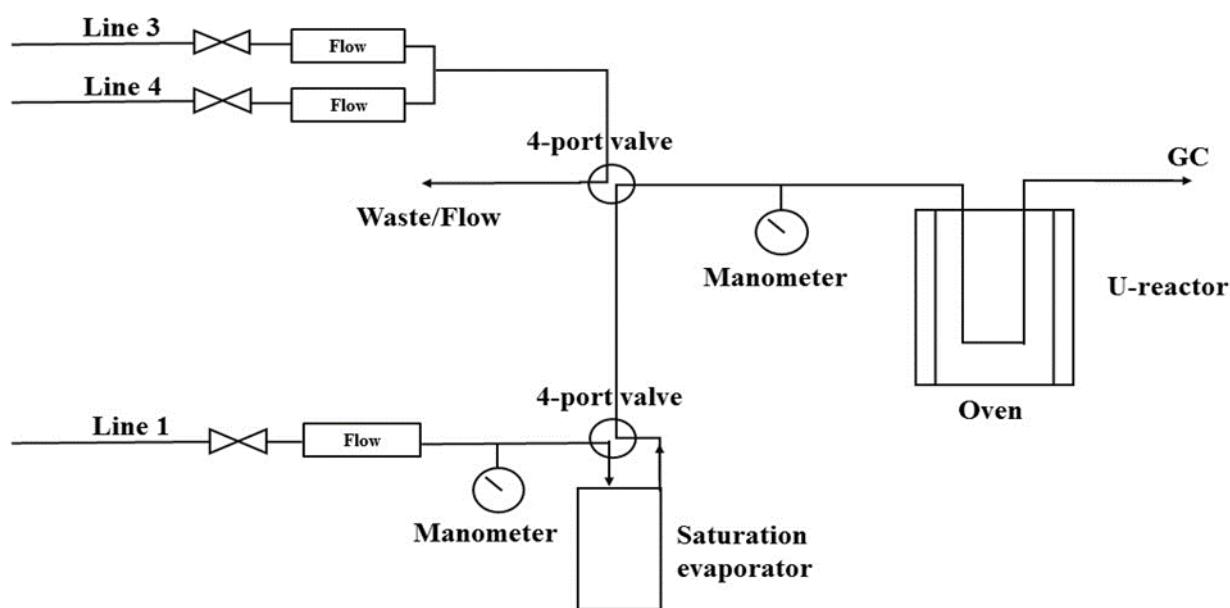 Line 3
Flow
Line 4
Flow
4-port valve
GC
Waste/Flow
Manometer
U-reactor
Oven
4-port valve
Line 1
Flow
Manometer
Saturation
evaporator